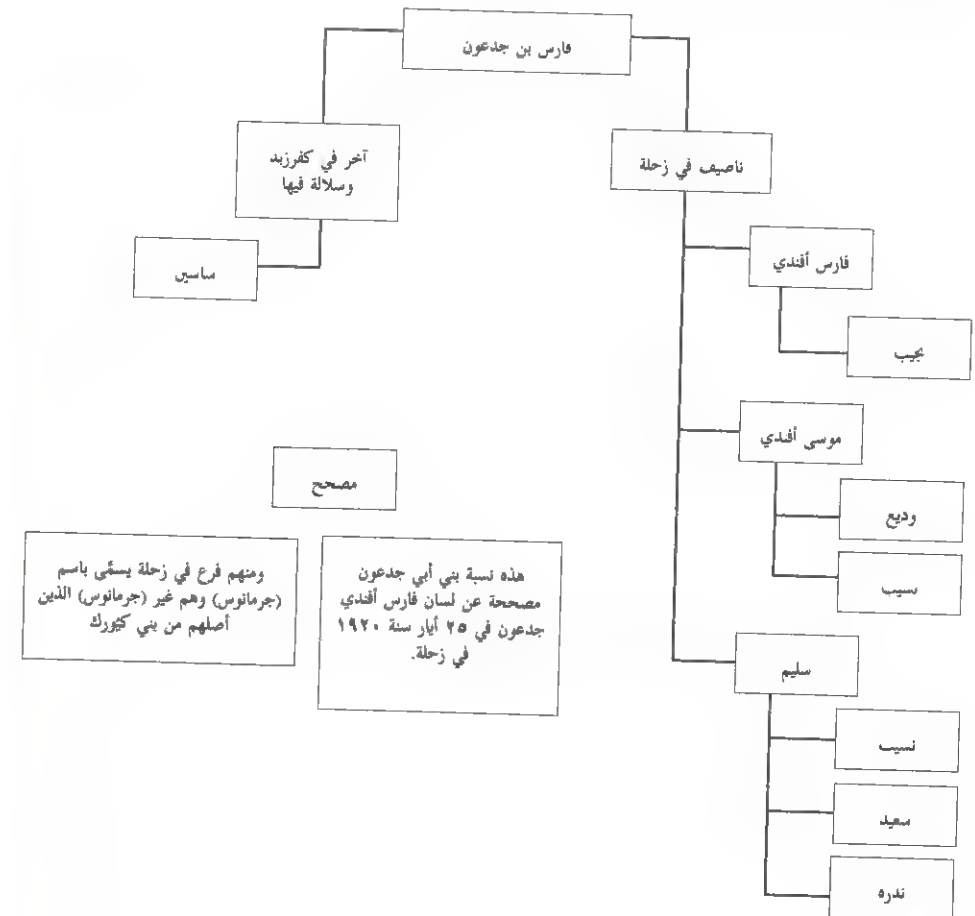 فارس بن جدعون
ناصيف في زحلة
آخر في كفرزبد
وسلالة فيها
ساسين
فارس أفندي
نجيب
موسى أفندي
وديع
نسيب
سليم
نسيب
سعيد
ندره
مصحح
هذه نسبة بني أبي جدعون
مصححة عن لسان فارس أفندي
جدعون في ٢٥ أيار سنة ١٩٢٠
في زحلة.
ومنهم فرع في زحلة يسمَّى باسم
(جرمانوس) وهم غير (جرمانوس) الذين
أصلهم من بني كيّورك